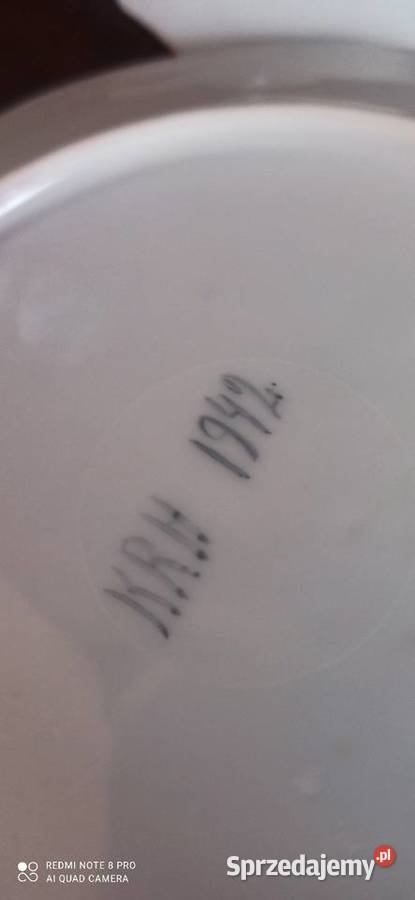 K.R.H. 1942.
REDMI NOTE 8 PRO
AI QUAD CAMERA
Sprzedajemy.pl